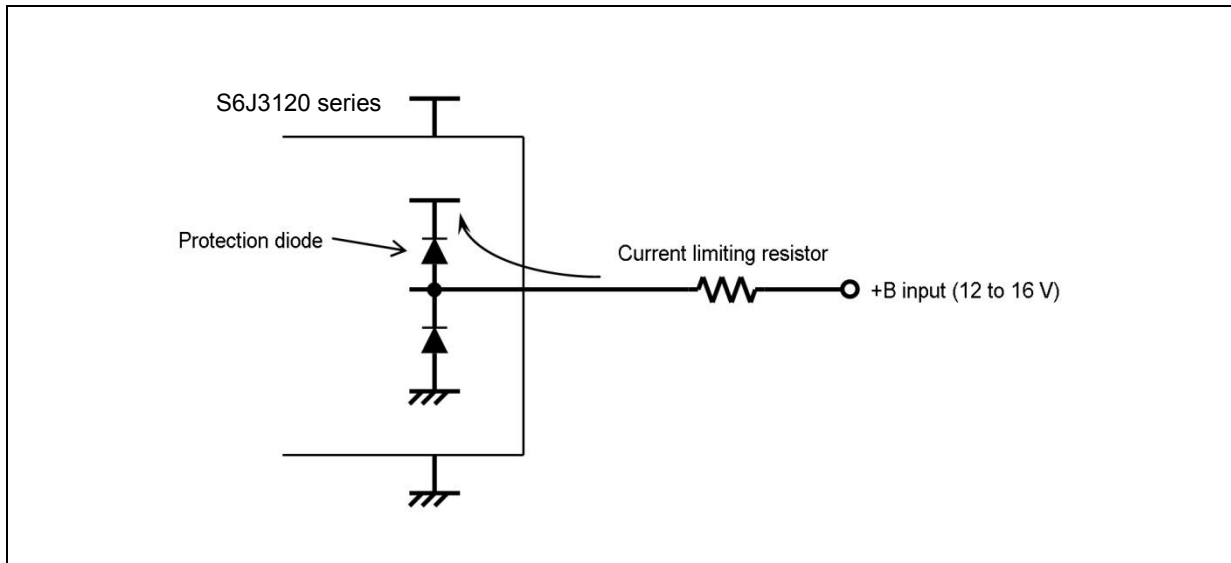 S6J3120 series
Protection diode
Current limiting resistor
+B input (12 to 16 V)